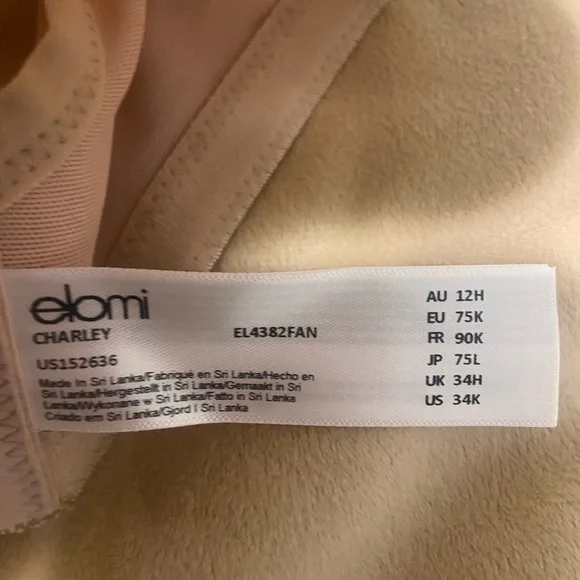 elomi
CHARLEY EL4382FAN
US152636
Made In Sri Lanka/Fabriqué en Sri Lanka/Hecho en
Sri Lanka/Hergestellt in Sri Lanka/Gemaakt in Sri
Lanka/Wykonane w Sri Lanka/Fatto in Sri Lanka
Criado em Sri Lanka/Gjord I Sri Lanka
AU 12H
EU 75K
FR 90K
JP 75L
UK 34H
US 34K